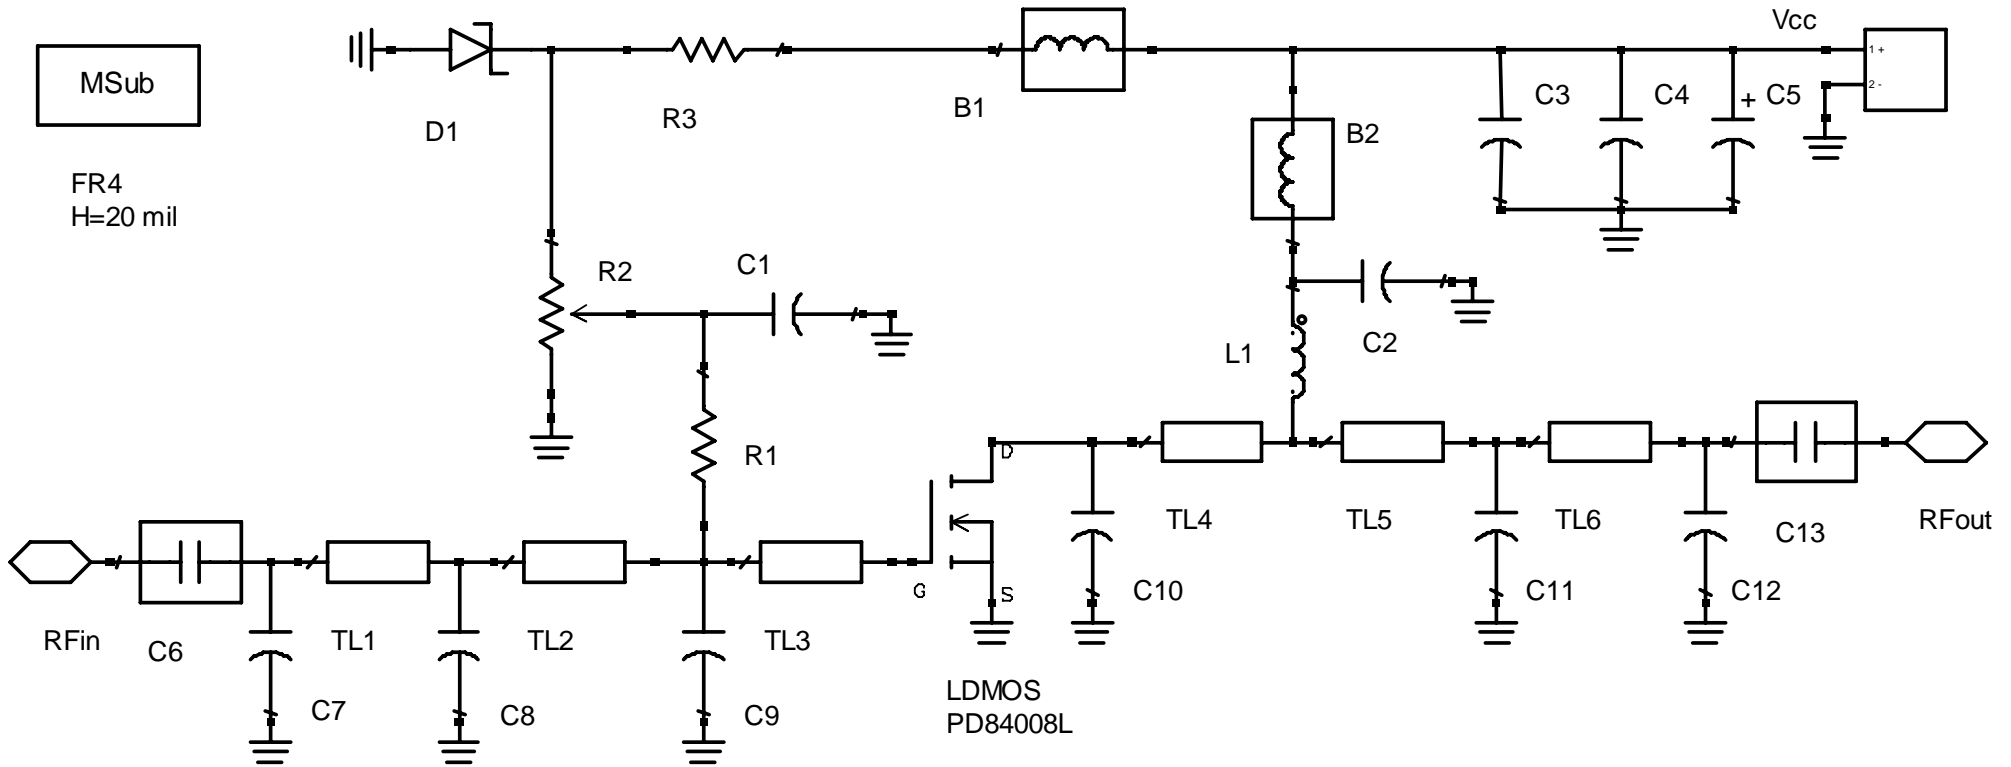 Vcc
MSub
1 +
2 -
C3
C4
+ C5
B1
R3
D1
B2
FR4
H=20 mil
R2
C1
C2
L1
R1
D
TL4
TL5
TL6
C13
RFout
G
S
C10
C11
C12
RFin
C6
TL1
TL2
TL3
C7
C8
C9
LDMOS
PD84008L